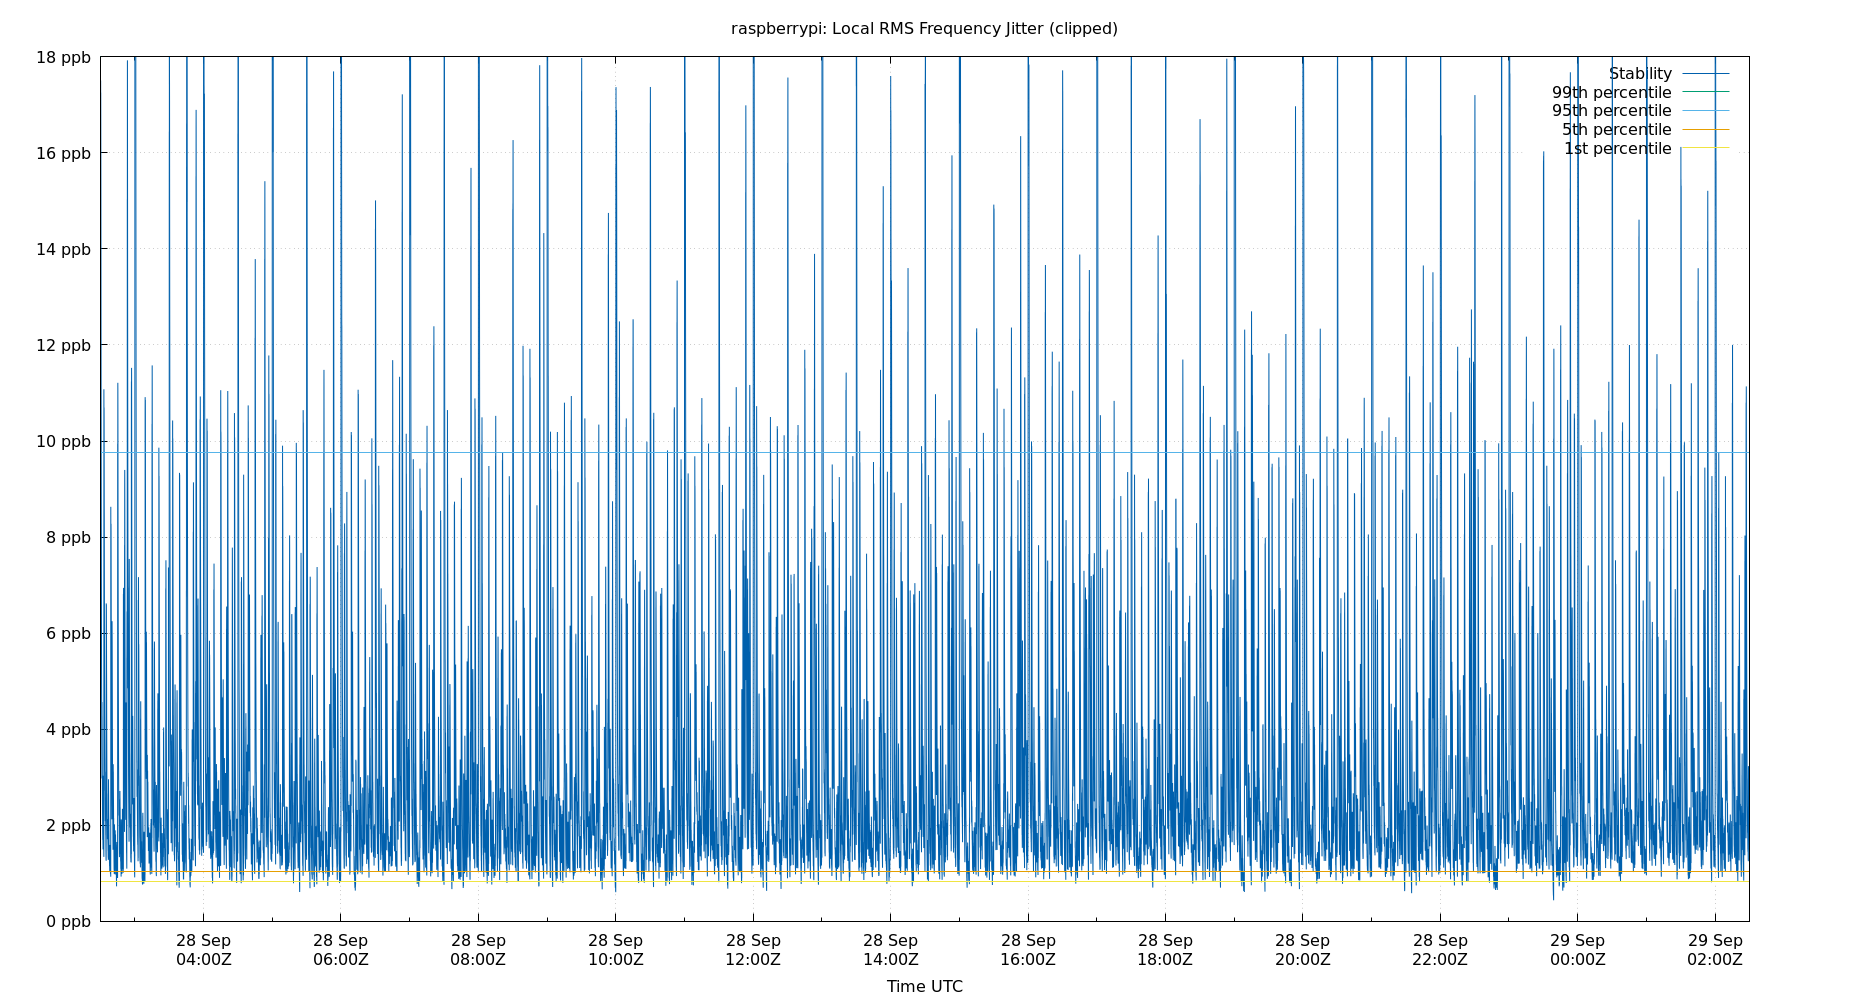 raspberrypi: Local RMS Frequency Jitter (clipped)
18 ppb
16 ppb
14 ppb
12 ppb
10 ppb
8 ppb
6 ppb
4 ppb
2 ppb
0 ppb
Stability
99th percentile
95th percentile
5th percentile
1st percentile
28 Sep 28 Sep 28 Sep 28 Sep 28 Sep 28 Sep 28 Sep 28 Sep 28 Sep 28 Sep 29 Sep 29 Sep
04:00Z 06:00Z 08:00Z 10:00Z 12:00Z 14:00Z 16:00Z 18:00Z 20:00Z 22:00Z 00:00Z 02:00Z
Time UTC